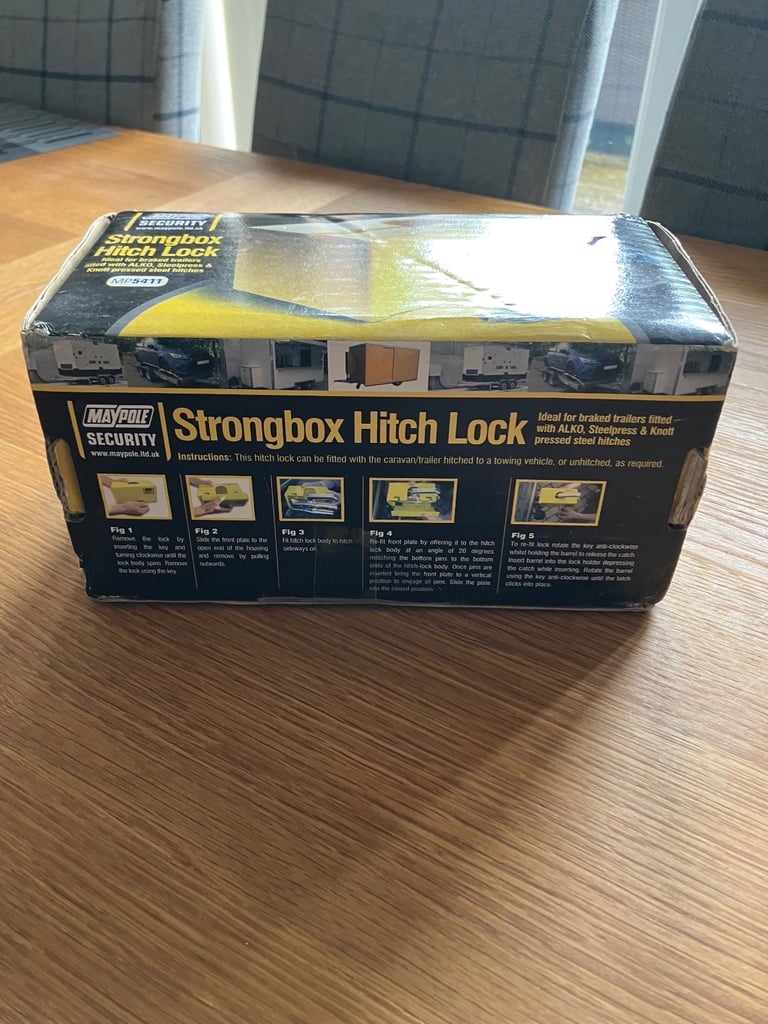 SECURITY
www.maypole.ltd.uk
Strongbox
Hitch Lock
Ideal for braked trailers
fitted with ALKO, Steelpress &
Knott pressed steel hitches
MP5411
MAYPOLE
SECURITY
www.maypole.ltd.uk
Strongbox Hitch Lock
Ideal for braked trailers fitted
with ALKO, Steelpress & Knott
pressed steel hitches
Instructions: This hitch lock can be fitted with the caravan/trailer hitched to a towing vehicle, or unhitched, as required.
Fig 1
Remove the lock by
inserting the key and
turning clockwise until the
lock body spins. Remove
the lock using the key.
Fig 2
Slide the front plate to the
open end of the housing
and remove by pulling
outwards.
Fig 3
Fit hitch lock body to hitch
sideways on.
Fig 4
Re-fit front plate by offering it to the hitch
lock body at an angle of 20 degrees
matching the bottom pins to the bottom
slots of the hitch-lock body. Once pins are
inserted bring the front plate to a vertical
position to engage all pins. Slide the plate
into the closed position.
Fig 5
To re-fit lock rotate the key anti-clockwise
whilst holding the barrel to release the catch.
Insert barrel into the lock holder depressing
the catch while inserting. Rotate the barrel
using the key anti-clockwise until the latch
clicks into place.